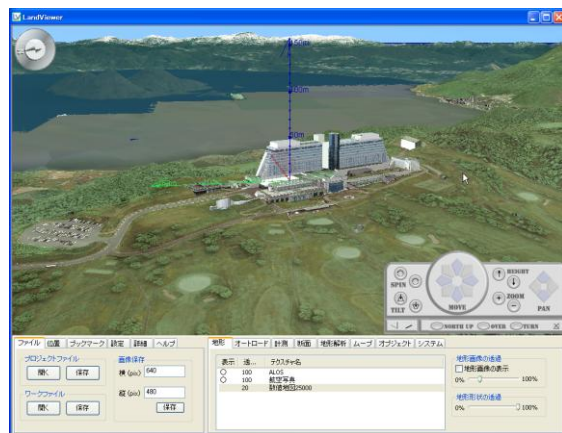 LandViewer
150m
100m
50m
SPIN
TILT
MOVE
HEIGHT
ZOOM
PAN
NORTH UP
OVER
TURN
ファイル 位置 ブックマーク 設定 詳細 ヘルプ
プロジェクトファイル
開く 保存
ワークファイル
開く 保存
画像保存
横 (pix) 640
縦 (pix) 480
保存
地形 オートロード 計測 断面 地形解析 ムーブ オブジェクト システム
表示 透... テクスチャ名
100 ALOS
100 航空写真
20 数値地図25000
地形画像の透過
地形画像の表示
0% 100%
地形形状の透過
0% 100%